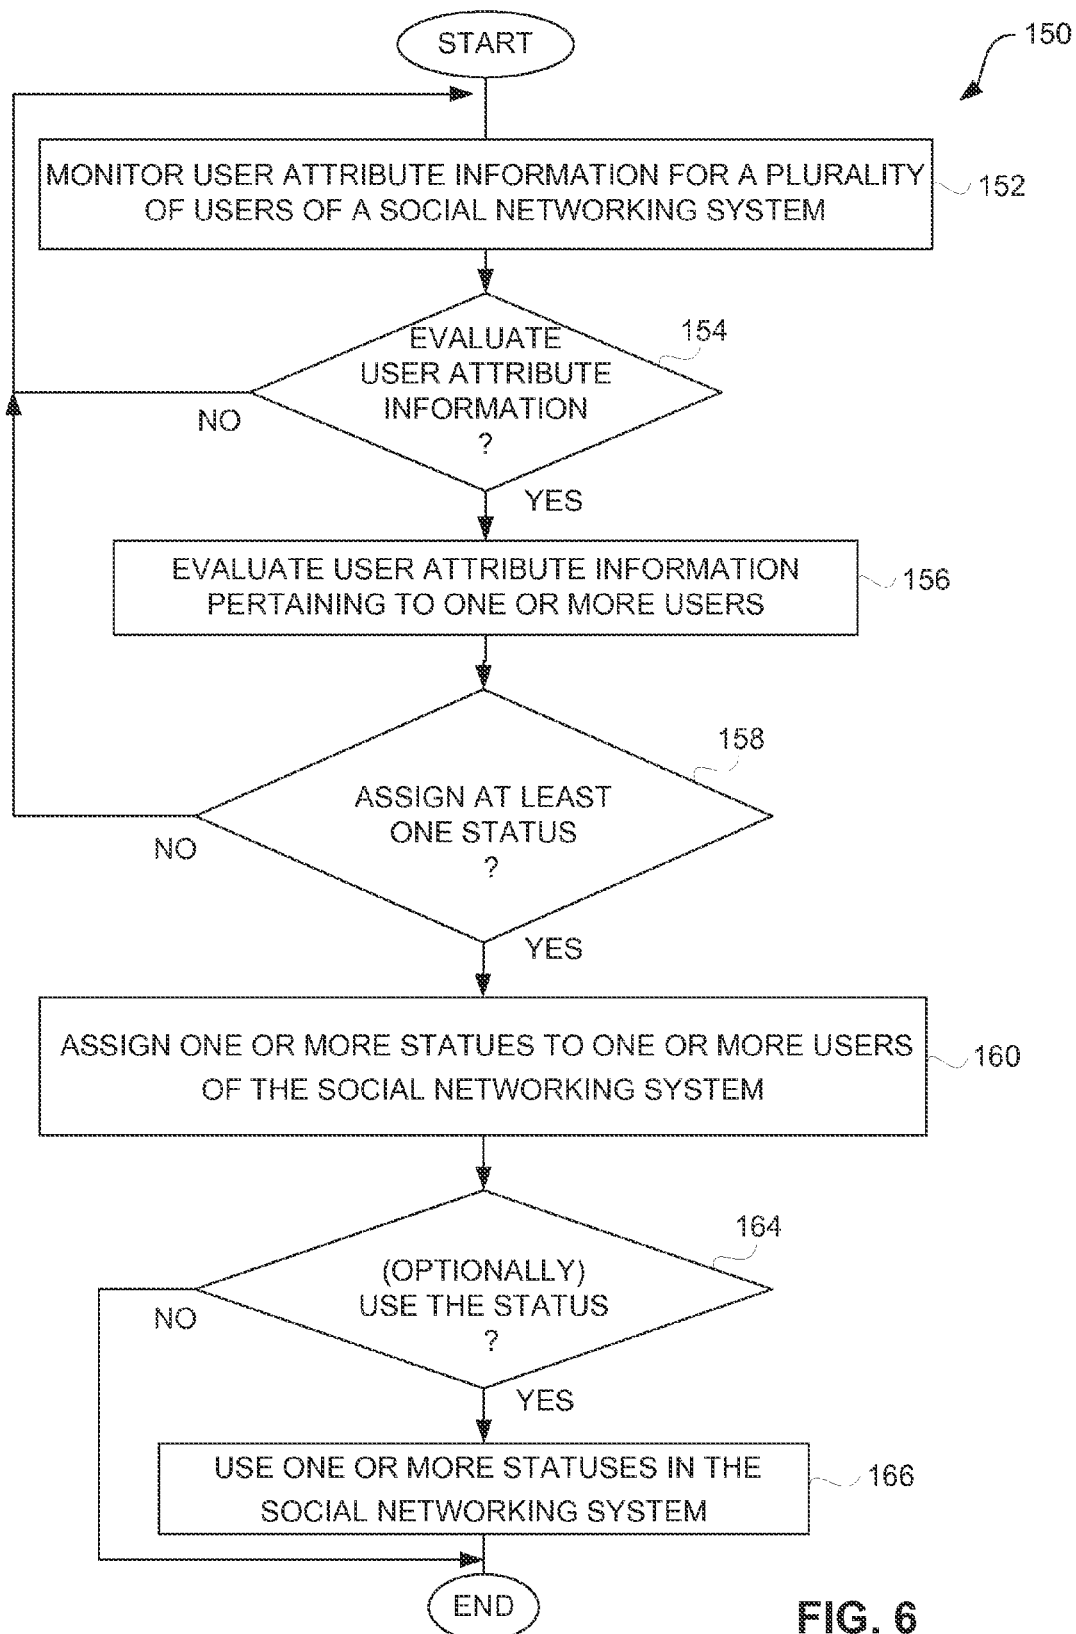 START
150
MONITOR USER ATTRIBUTE INFORMATION FOR A PLURALITY
OF USERS OF A SOCIAL NETWORKING SYSTEM
152
EVALUATE
USER ATTRIBUTE
INFORMATION
?
154
NO
YES
EVALUATE USER ATTRIBUTE INFORMATION
PERTAINING TO ONE OR MORE USERS
156
158
ASSIGN AT LEAST
ONE STATUS
?
NO
YES
ASSIGN ONE OR MORE STATUES TO ONE OR MORE USERS
OF THE SOCIAL NETWORKING SYSTEM
160
164
(OPTIONALLY)
USE THE STATUS
?
NO
YES
USE ONE OR MORE STATUSES IN THE
SOCIAL NETWORKING SYSTEM
166
END
FIG. 6